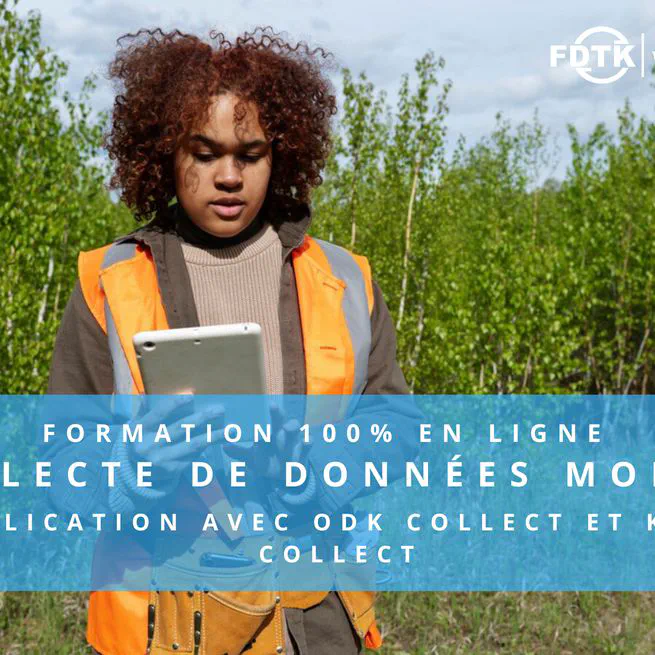 FDTK
FORMATION 100% EN LIGNE
LECTE DE DONNÉES MO
LICATION AVEC ODK COLLECT ET K
COLLECT